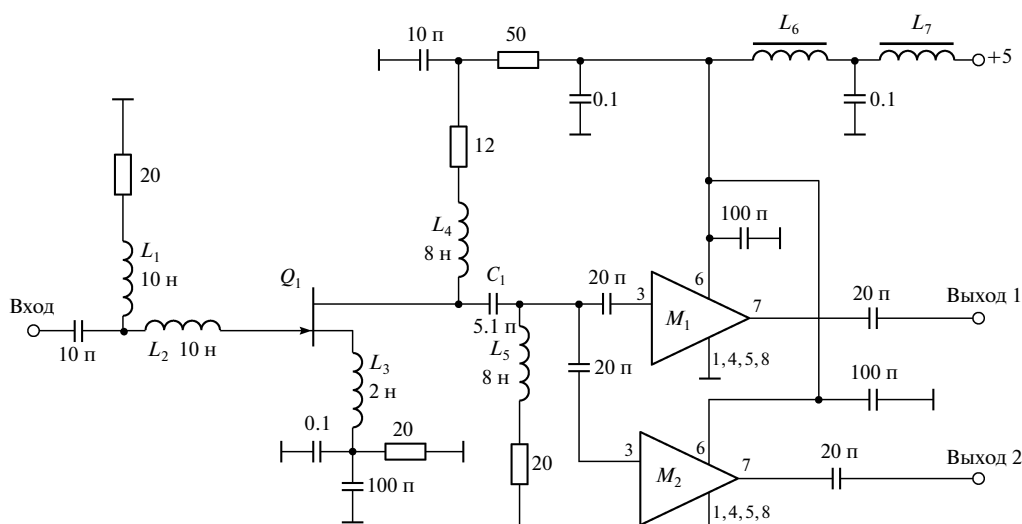 L6
L7
10 п
50
+5
0.1
0.1
20
12
L4
8 н
100 п
L1
10 н
Q1
C1
20 п
6
3
7
20 п
Выход 1
Вход
5.1 п
M1
10 п
L2
10 н
L5
8 н
L3
2 н
20 п
1, 4, 5, 8
100 п
0.1
20
20
3
6
7
20 п
Выход 2
M2
100 п
1, 4, 5, 8